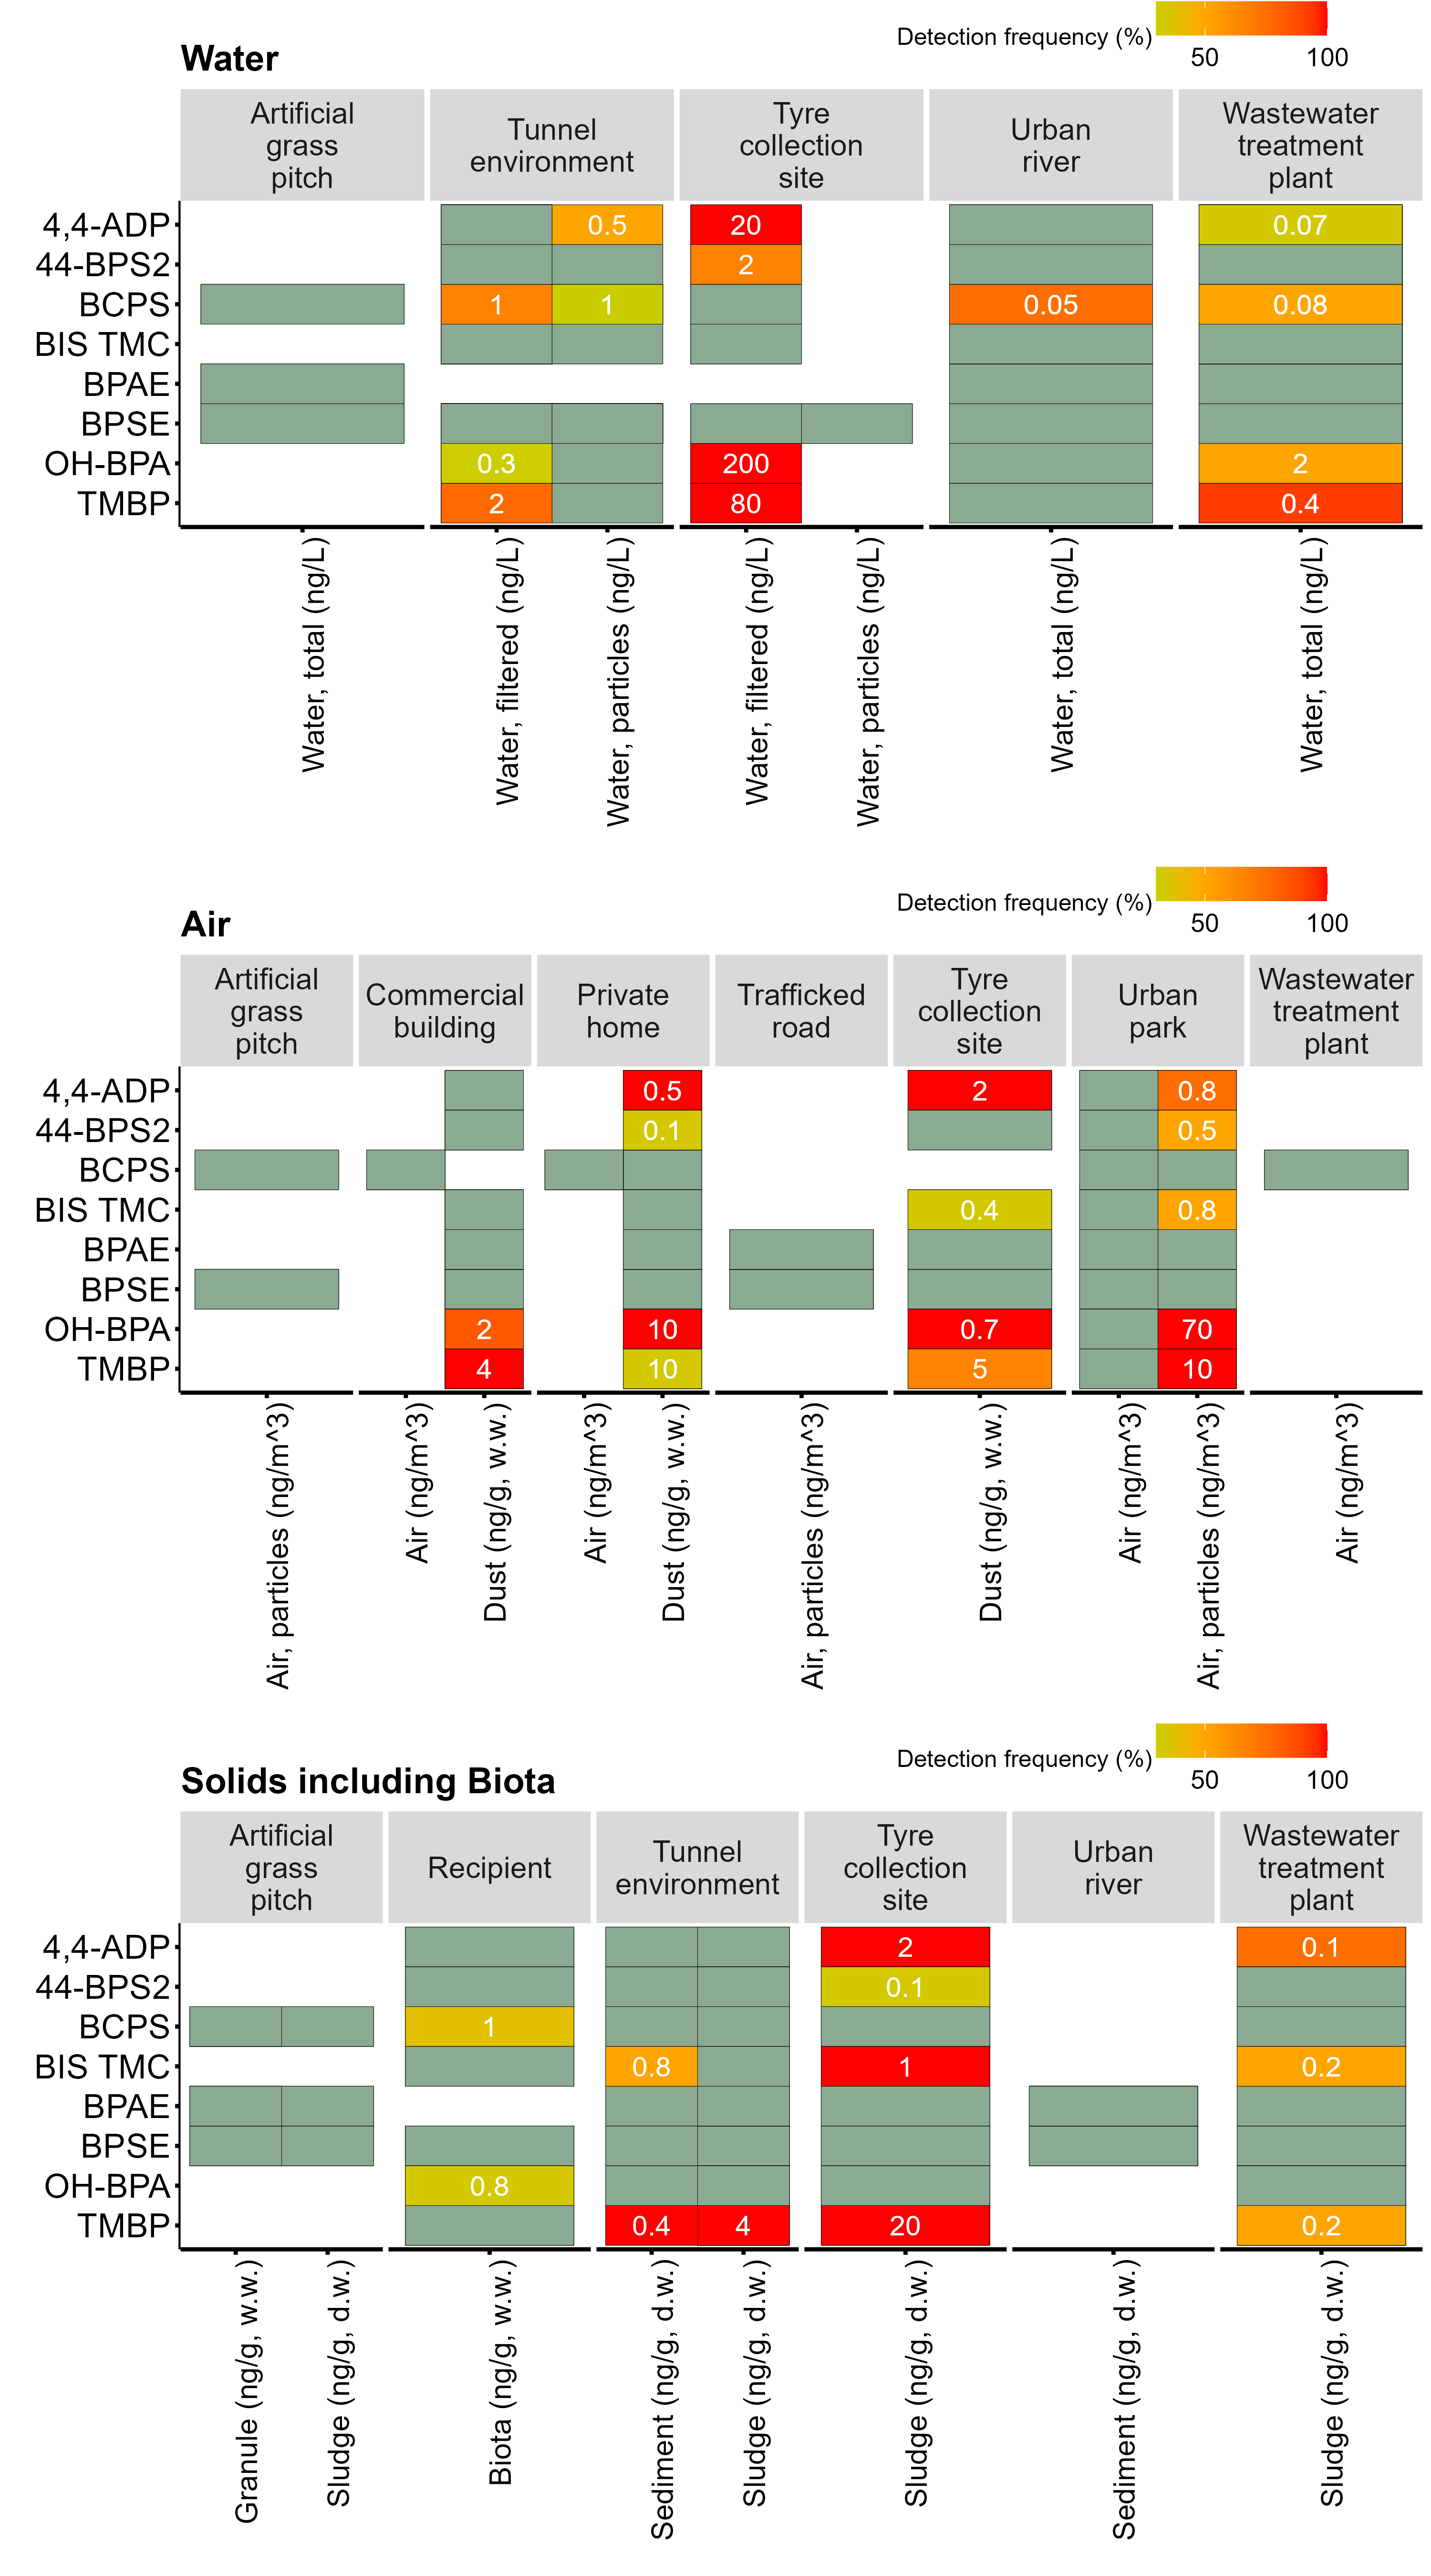 Detection frequency (%)
50 100
Water
Artificial
grass
pitch
Tunnel
environment
Tyre
collection
site
Urban
river
Wastewater
treatment
plant
4,4-ADP 0.5 20 0.07
44-BPS2 2
BCPS 1 1 0.05 0.08
BIS TMC
BPAE
BPSE
OH-BPA 0.3 200 2
TMBP 2 80 0.4
Water, total (ng/L)
Water, filtered (ng/L)
Water, particles (ng/L)
Water, filtered (ng/L)
Water, particles (ng/L)
Water, total (ng/L)
Water, total (ng/L)
Detection frequency (%)
50 100
Air
Artificial
grass
pitch
Commercial
building
Private
home
Trafficked
road
Tyre
collection
site
Urban
park
Wastewater
treatment
plant
4,4-ADP 0.5 2 0.8
44-BPS2 0.1 0.5
BCPS
BIS TMC 0.4 0.8
BPAE
BPSE
OH-BPA 2 10 0.7 70
TMBP 4 10 5 10
Air, particles (ng/m^3)
Air (ng/m^3)
Dust (ng/g, w.w.)
Air (ng/m^3)
Dust (ng/g, w.w.)
Air, particles (ng/m^3)
Dust (ng/g, w.w.)
Air (ng/m^3)
Air, particles (ng/m^3)
Air (ng/m^3)
Detection frequency (%)
50 100
Solids including Biota
Artificial
grass
pitch
Recipient
Tunnel
environment
Tyre
collection
site
Urban
river
Wastewater
treatment
plant
4,4-ADP 2 0.1
44-BPS2 0.1
BCPS 1
BIS TMC 0.8 1 0.2
BPAE
BPSE
OH-BPA 0.8
TMBP 0.4 4 20 0.2
Granule (ng/g, w.w.)
Sludge (ng/g, d.w.)
Biota (ng/g, w.w.)
Sediment (ng/g, d.w.)
Sludge (ng/g, d.w.)
Sludge (ng/g, d.w.)
Sediment (ng/g, d.w.)
Sludge (ng/g, d.w.)